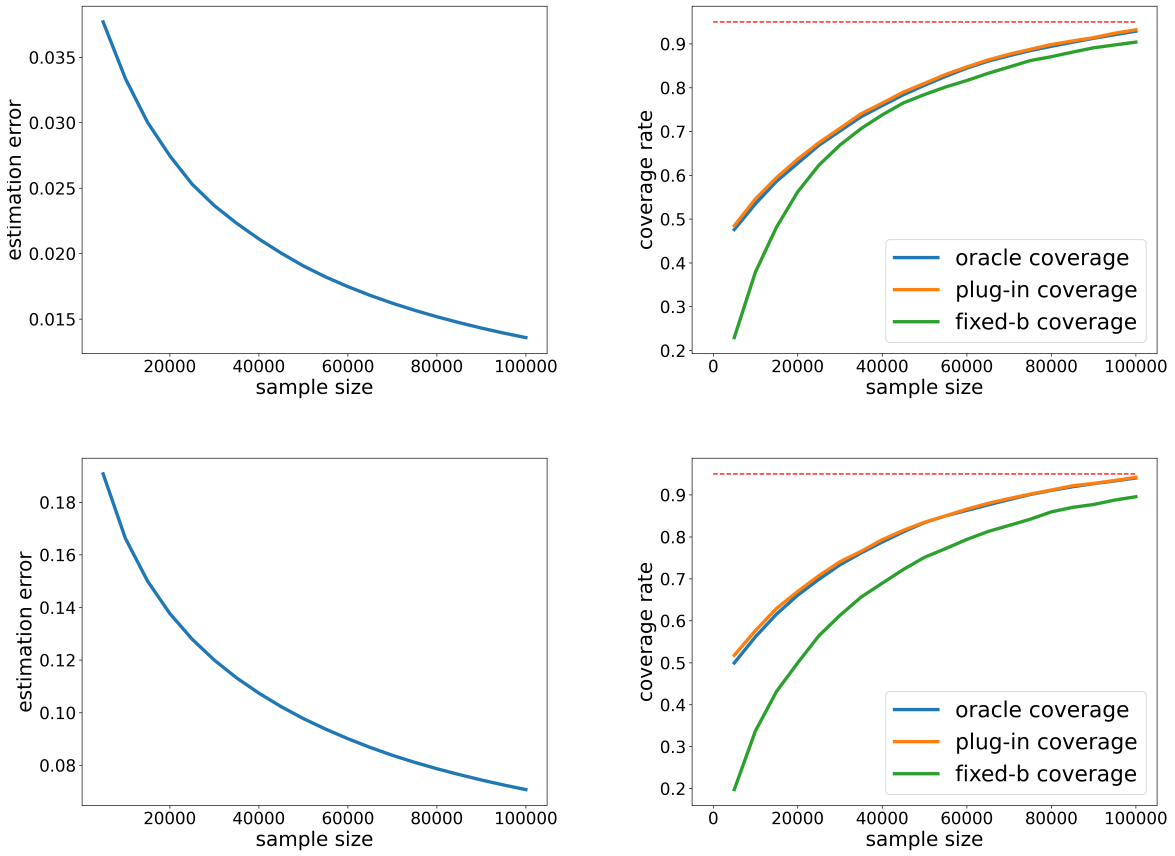 estimation error
0.035
0.030
0.025
0.020
0.015
20000 40000 60000 80000 100000
sample size
coverage rate
0.9
0.8
0.7
0.6
0.5
0.4
0.3
0.2
oracle coverage
plug-in coverage
fixed-b coverage
0 20000 40000 60000 80000 100000
sample size
estimation error
0.18
0.16
0.14
0.12
0.10
0.08
20000 40000 60000 80000 100000
sample size
coverage rate
0.9
0.8
0.7
0.6
0.5
0.4
0.3
0.2
oracle coverage
plug-in coverage
fixed-b coverage
0 20000 40000 60000 80000 100000
sample size